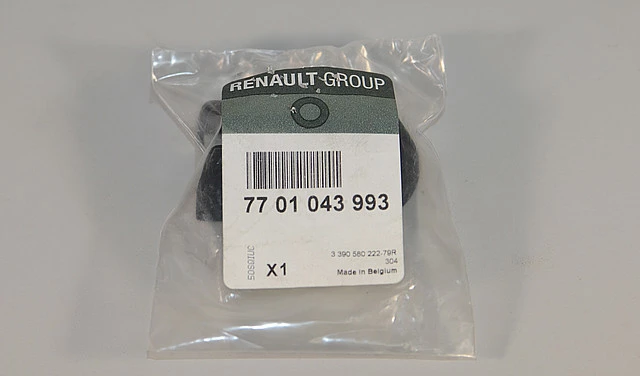 RENAULT GROUP
77 01 043 993
3 390 580 222-79R
304
X1
Made in Belgium